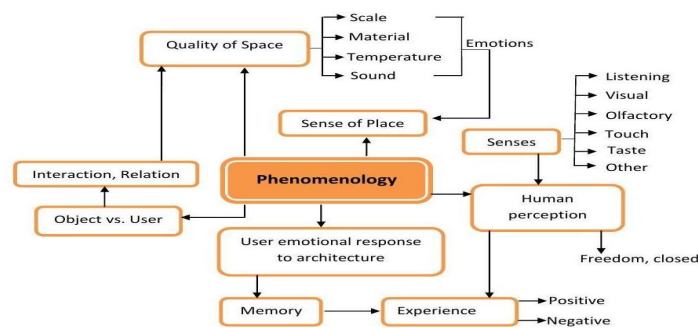 Scale
Quality of Space
Material
Emotions
Temperature
Sound
Listening
Visual
Sense of Place
Olfactory
Senses
Touch
Taste
Other
Interaction, Relation
Phenomenology
Human
perception
Object vs. User
User emotional response
to architecture
Freedom, closed
Memory
Experience
Positive
Negative